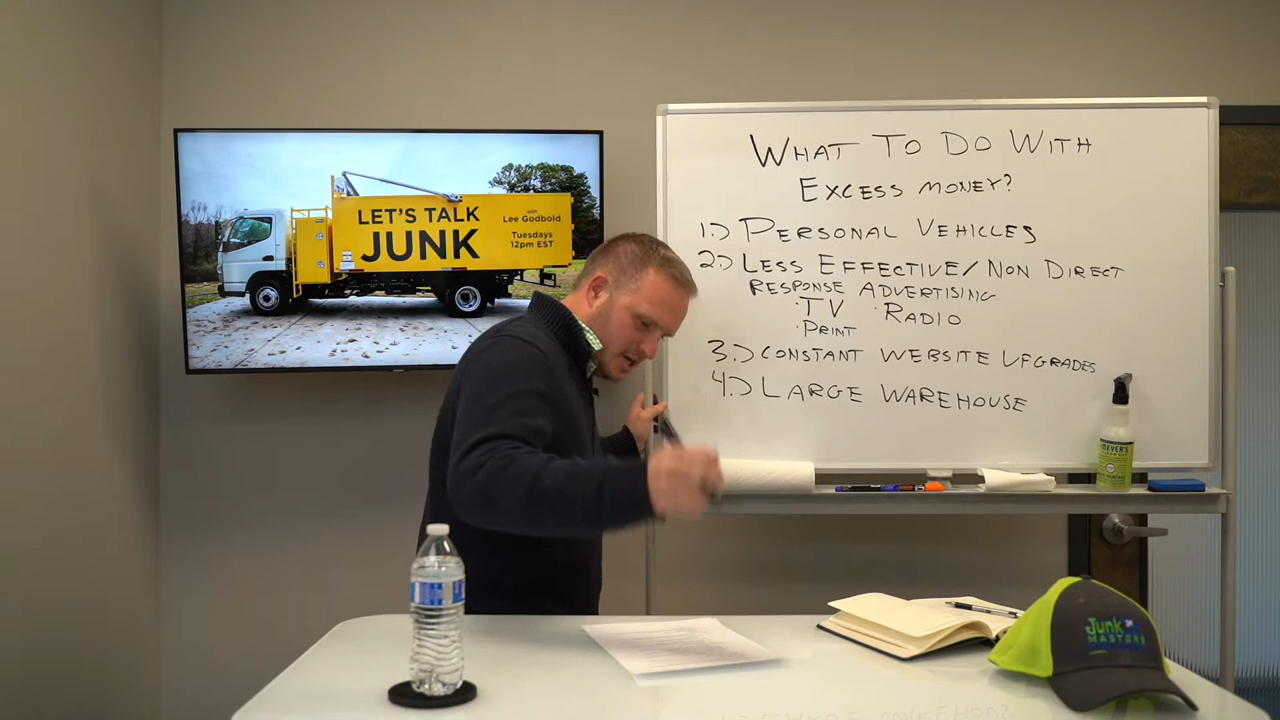 LET'S TALK
JUNK
with
Lee Godbold
Tuesdays
12pm EST
WHAT TO DO WITH
EXCESS MONEY?
1.) PERSONAL VEHICLES
2.) LESS EFFECTIVE/NON DIRECT
RESPONSE ADVERTISING
·TV ·RADIO
·PRINT
3.) CONSTANT WEBSITE UPGRADES
4.) LARGE WAREHOUSE
MEYER'S
Junk
MASTERS